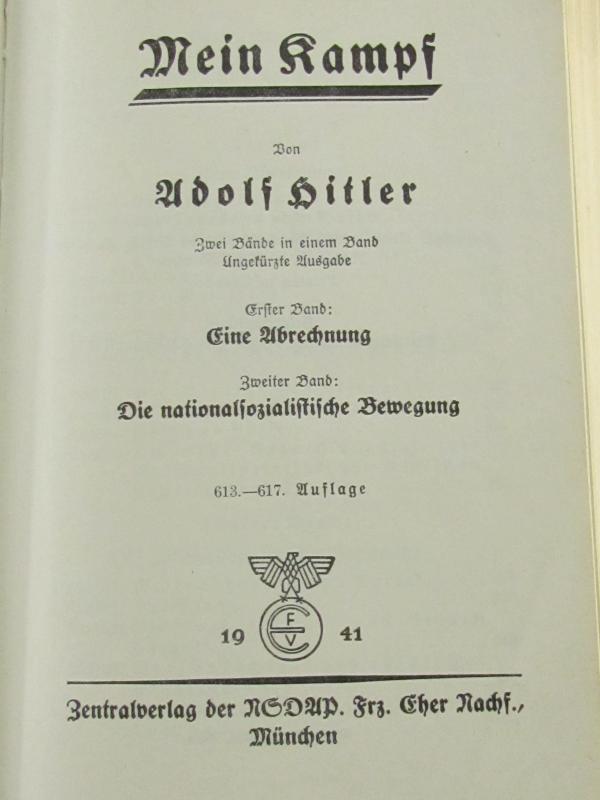 Mein Kampf
Von
Adolf Hitler
Zwei Bände in einem Band
Ungekürzte Ausgabe
Erster Band:
Eine Abrechnung
Zweiter Band:
Die nationalsozialistische Bewegung
613.—617. Auflage
F
E
V
19 41
Zentralverlag der NSDAP. Frz. Eher Nachf.,
München